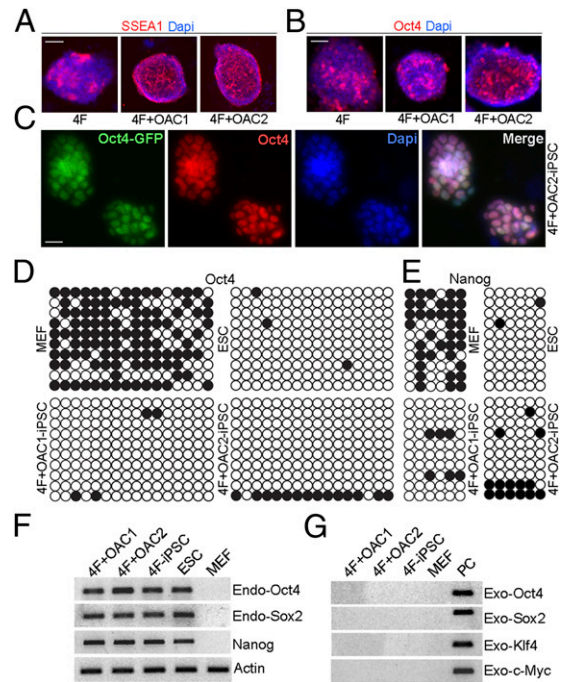 A SSEA1 Dapi
B Oct4 Dapi
4F 4F+OAC1 4F+OAC2
4F 4F+OAC1 4F+OAC2
C Oct4-GFP Oct4 Dapi Merge
4F+OAC2-iPSC
D Oct4
MEF
ESC
4F+OAC1-iPSC
4F+OAC2-iPSC
E Nanog
MEF
ESC
4F+OAC1-iPSC
4F+OAC2-iPSC
F
4F+OAC1 4F+OAC2 4F-iPSC ESC MEF
Endo-Oct4
Endo-Sox2
Nanog
Actin
G
4F+OAC1 4F+OAC2 4F-iPSC MEF PC
Exo-Oct4
Exo-Sox2
Exo-Klf4
Exo-c-Myc